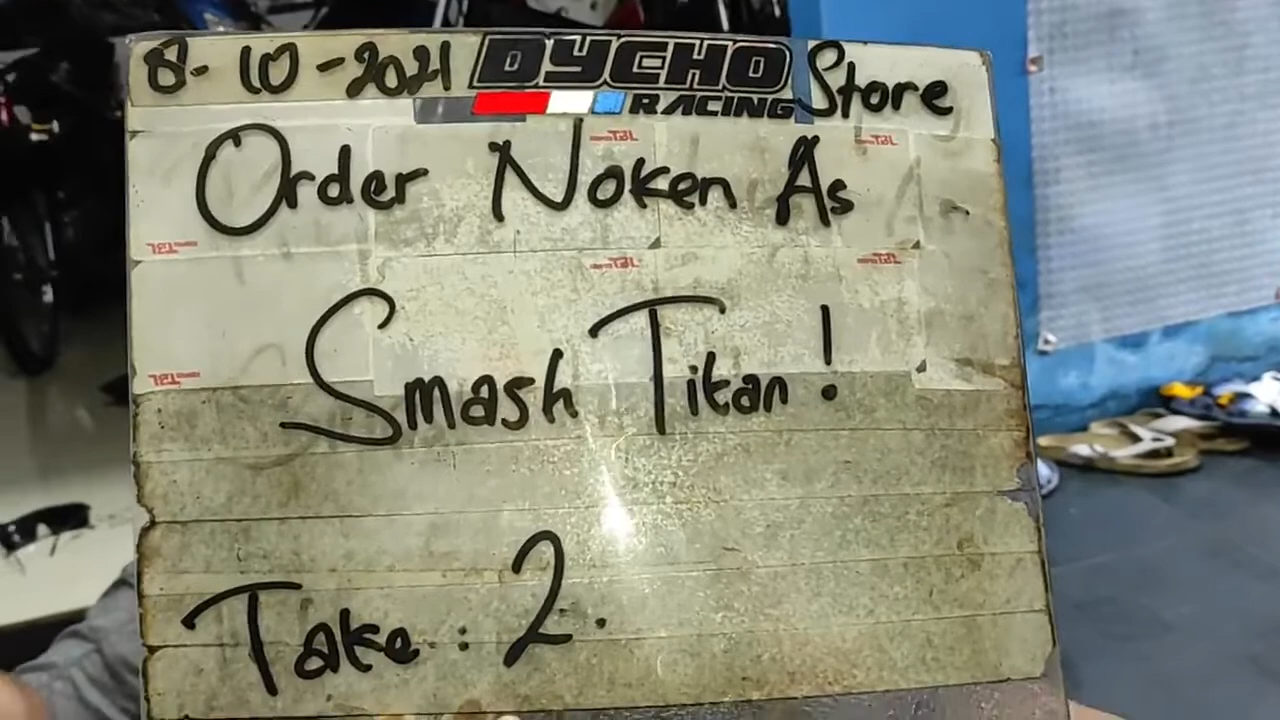 8-10-2021 DYCHO RACING Store
Order Noken As
Smash Titan!
Take: 2.